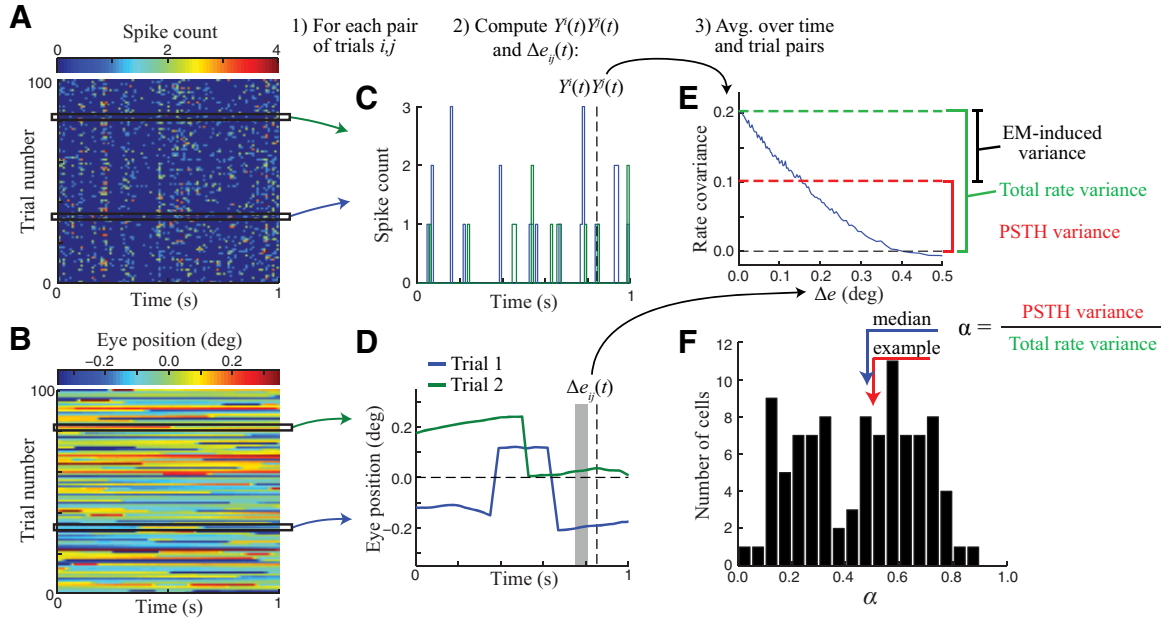 A
Spike count
0 2 4
100
Trial number
0
0 1
Time (s)
1) For each pair
of trials i,j
2) Compute Yⁱ(t)Yʲ(t)
and Δeᵢⱼ(t):
3) Avg. over time
and trial pairs
C
Yⁱ(t)Yʲ(t)
3
2
1
0
Spike count
0 1
Time (s)
E
0.2
0.1
0.0
Rate covariance
0.0 0.1 0.2 0.3 0.4 0.5
Δe (deg)
EM-induced
variance
Total rate variance
PSTH variance
B
Eye position (deg)
−0.2 0.0 0.2
100
Trial number
0
0 1
Time (s)
D
Trial 1
Trial 2
Δeᵢⱼ(t)
0.2
0.0
−0.2
Eye position (deg)
0 1
Time (s)
F
median
example
α = PSTH variance
Total rate variance
12
10
8
6
4
2
0
Number of cells
0.0 0.2 0.4 0.6 0.8 1.0
α